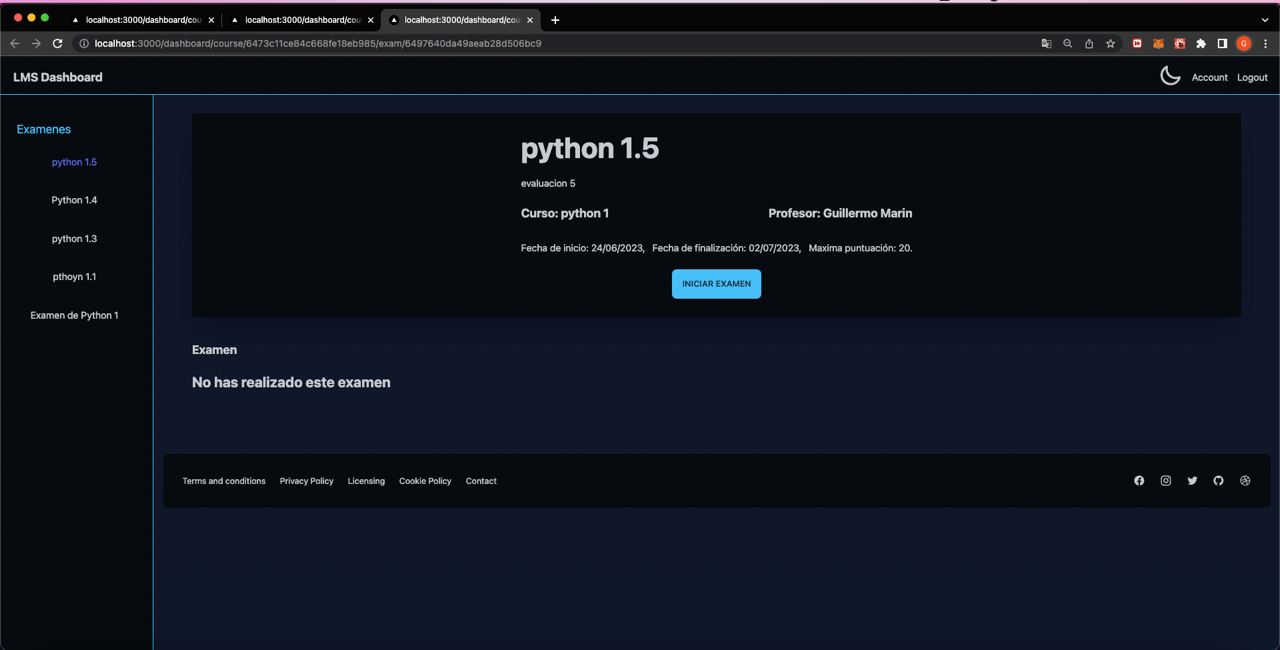 localhost:3000/dashboard/cou
localhost:3000/dashboard/cou
localhost:3000/dashboard/cou
localhost:3000/dashboard/course/6473c11ce84c668fe18eb985/exam/6497640da49aeab28d506bc9
G
LMS Dashboard
Account
Logout
Examenes
python 1.5
Python 1.4
python 1.3
pthoyn 1.1
Examen de Python 1
python 1.5
evaluacion 5
Curso: python 1
Profesor: Guillermo Marin
Fecha de inicio: 24/06/2023, Fecha de finalización: 02/07/2023, Maxima puntuación: 20.
INICIAR EXAMEN
Examen
No has realizado este examen
Terms and conditions Privacy Policy Licensing Cookie Policy Contact